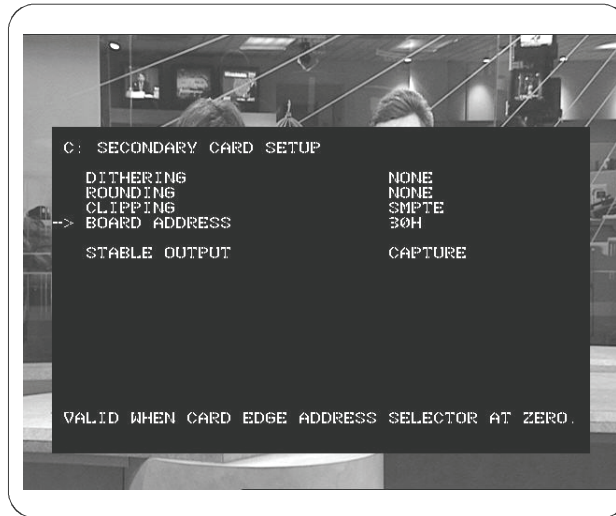 C: SECONDARY CARD SETUP
DITHERING NONE
ROUNDING NONE
CLIPPING SMPTE
-> BOARD ADDRESS 30H
STABLE OUTPUT CAPTURE
VALID WHEN CARD EDGE ADDRESS SELECTOR AT ZERO.